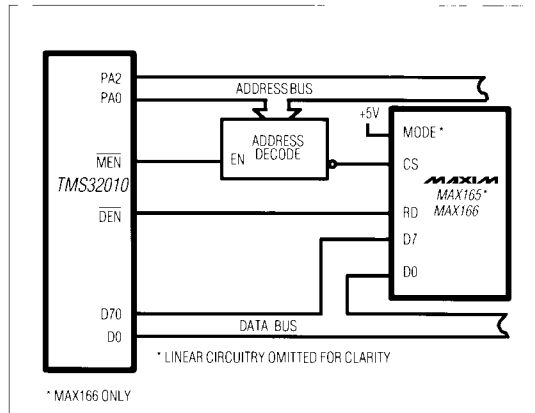 PA2
PA0
ADDRESS BUS
+5V
MODE *
ADDRESS
DECODE
EN
CS
MEN
TMS32010
MAXIM
MAX165*
MAX166
DEN
RD
D7
D0
D70
D0
DATA BUS
* LINEAR CIRCUITRY OMITTED FOR CLARITY
* MAX166 ONLY